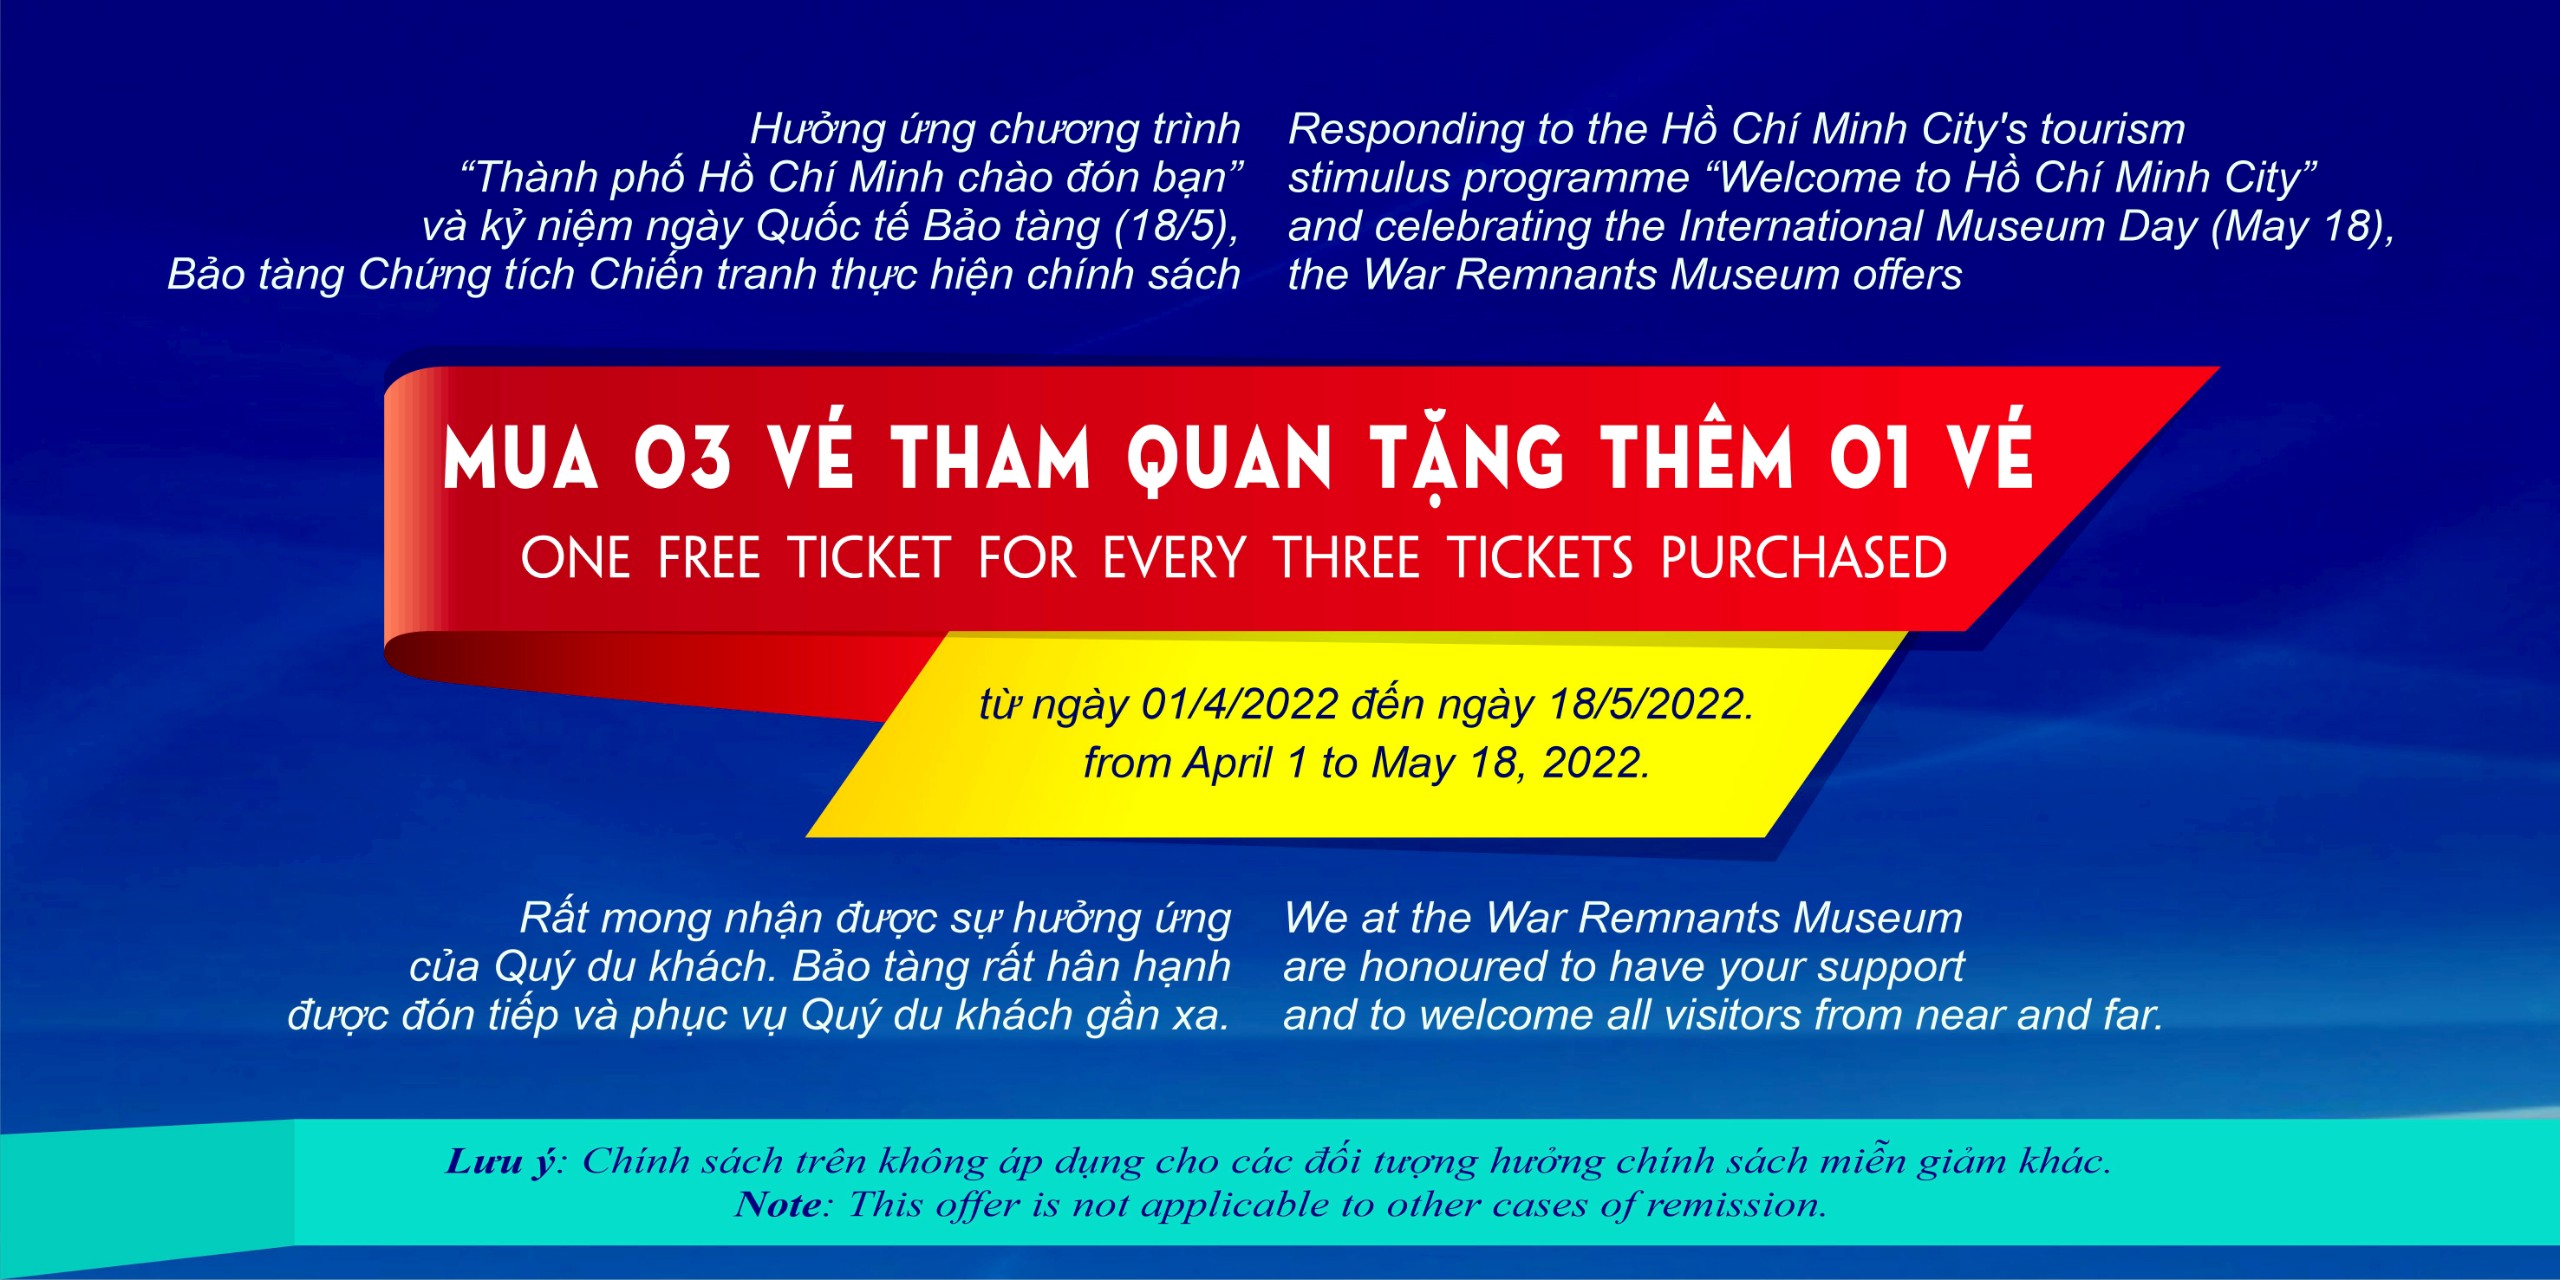 Hưởng ứng chương trình
“Thành phố Hồ Chí Minh chào đón bạn”
và kỷ niệm ngày Quốc tế Bảo tàng (18/5),
Bảo tàng Chứng tích Chiến tranh thực hiện chính sách
Responding to the Hồ Chí Minh City's tourism
stimulus programme “Welcome to Hồ Chí Minh City”
and celebrating the International Museum Day (May 18),
the War Remnants Museum offers
MUA 03 VÉ THAM QUAN TẶNG THÊM 01 VÉ
ONE FREE TICKET FOR EVERY THREE TICKETS PURCHASED
từ ngày 01/4/2022 đến ngày 18/5/2022.
from April 1 to May 18, 2022.
Rất mong nhận được sự hưởng ứng
của Quý du khách. Bảo tàng rất hân hạnh
được đón tiếp và phục vụ Quý du khách gần xa.
We at the War Remnants Museum
are honoured to have your support
and to welcome all visitors from near and far.
Lưu ý: Chính sách trên không áp dụng cho các đối tượng hưởng chính sách miễn giảm khác.
Note: This offer is not applicable to other cases of remission.